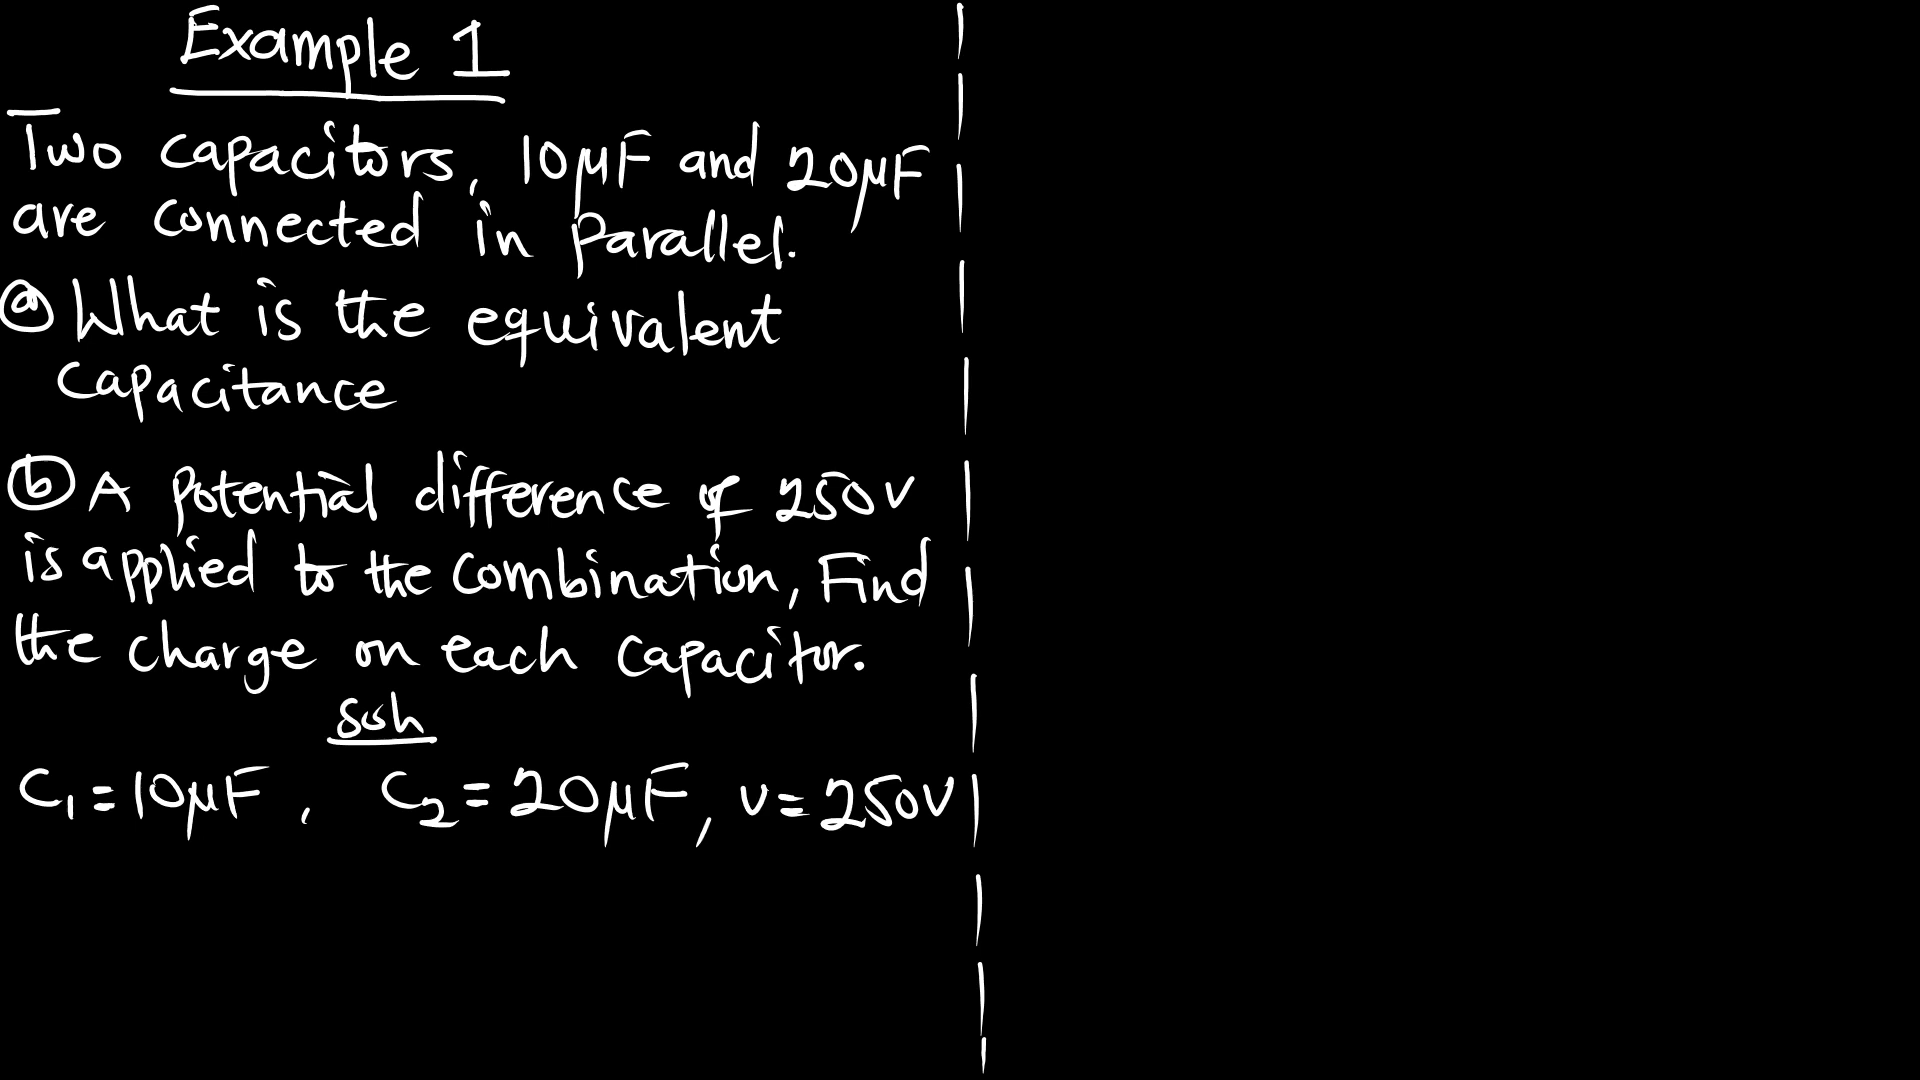 Example 1
Two capacitors, 10μF and 20μF
are connected in parallel.
ⓐ What is the equivalent
Capacitance
ⓑ A potential difference of 250V
is applied to the combination, Find
the charge on each capacitor.
Soln
C₁ = 10μF, C₂ = 20μF, V = 250V